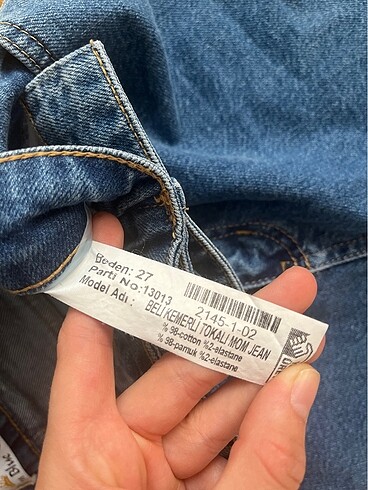 Beden: 27
Parti No:13013 2145-1-02
Model Adı : BELİ KEMERLİ TOKALI MOM JEAN
% 98-cotton %2-elastane
% 98-pamuk %2-elastane
Blue